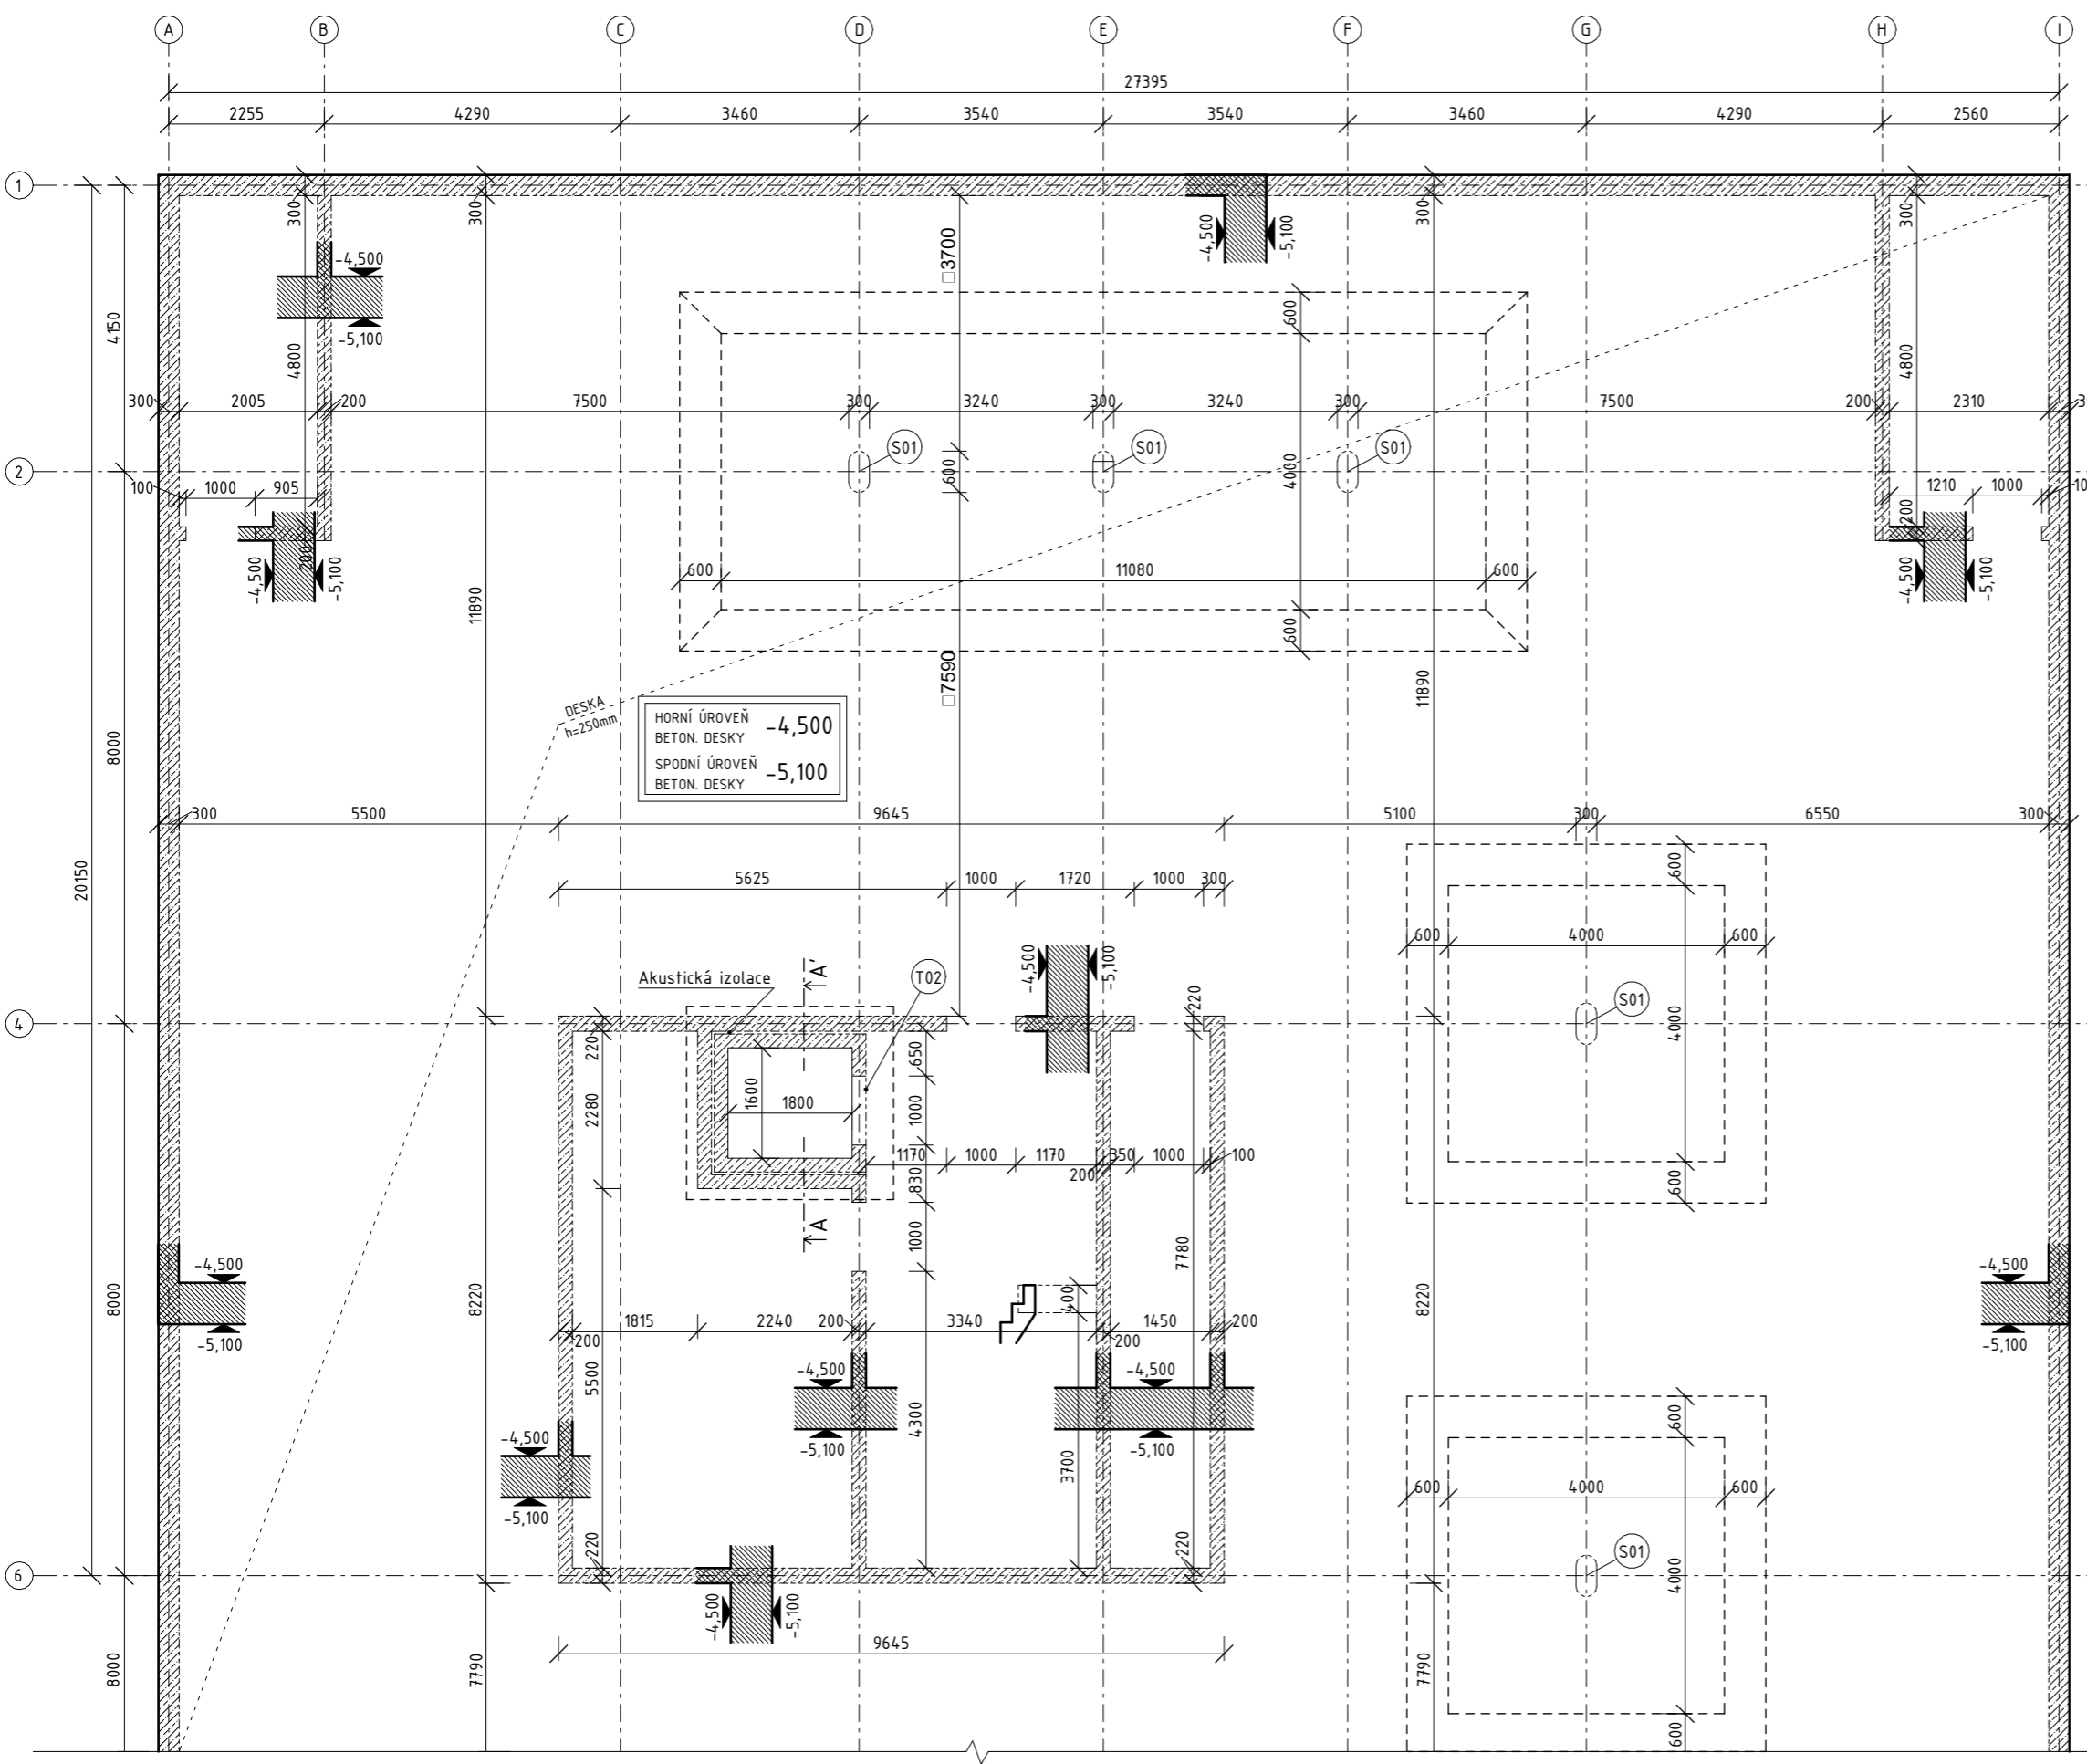 A B C D E F G H I
27395
2255 4290 3460 3540 3540 3460 4290 2560
1
300 300 300 300
□3700
-4,500 -5,100
-4,500
-5,100
4150 4800 600 4800
300 2005 200 7500 300 3240 300 3240 300 7500 200 2310
S01 S01 S01
2
600 4000
100 1000 905 1210 1000
200 200
-4,500 -5,100 -4,500 -5,100
600 11080 600
11890 600
□7590 11890
DESKA
h=250mm
HORNÍ ÚROVEŇ
BETON. DESKY -4,500
SPODNÍ ÚROVEŇ
BETON. DESKY -5,100
8000
300 5500 9645 5100 300 6550 300
20150
600
5625 1000 1720 1000 300
600 4000 600
Akustická izolace
A'
T02
-4,500 -5,100
220
S01
4
4000
220 650
1600 1800 1000
2280
1170 1000 1170 350 1000 100
200
830
600
A
1000 7780
-4,500
-5,100
8000 8220 400 8220
-4,500
-5,100
1815 2240 200 3340 1450 200
200 200
5500
-4,500
-5,100
-4,500
-5,100
4300 3700
600
-4,500
-5,100
600 4000 600
220 220
S01
6
4000
-4,500 -5,100
9645
8000 7790 7790
600